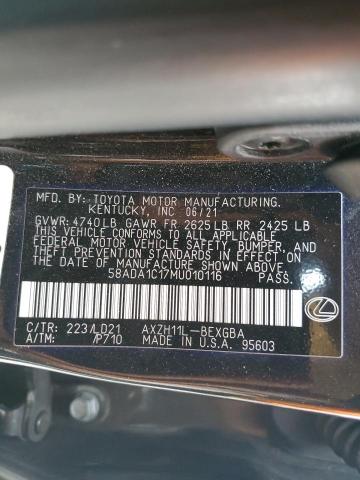 MFD. BY: TOYOTA MOTOR MANUFACTURING.
KENTUCKY, INC 06/21
GVWR: 4740LB GAWR FR 2625LB RR 2425 LB
THIS VEHICLE CONFORMS TO ALL APPLICABLE
FEDERAL MOTOR VEHICLE SAFETY, BUMPER, AND
THEFT PREVENTION STANDARDS IN EFFECT ON
THE DATE OF MANUFACTURE SHOWN ABOVE.
58ADA1C17MU010116 PASS.
C/TR: 223/LD21 AXZH11L-BEXGBA
A/TM: /P710 MADE IN U.S.A. 95603